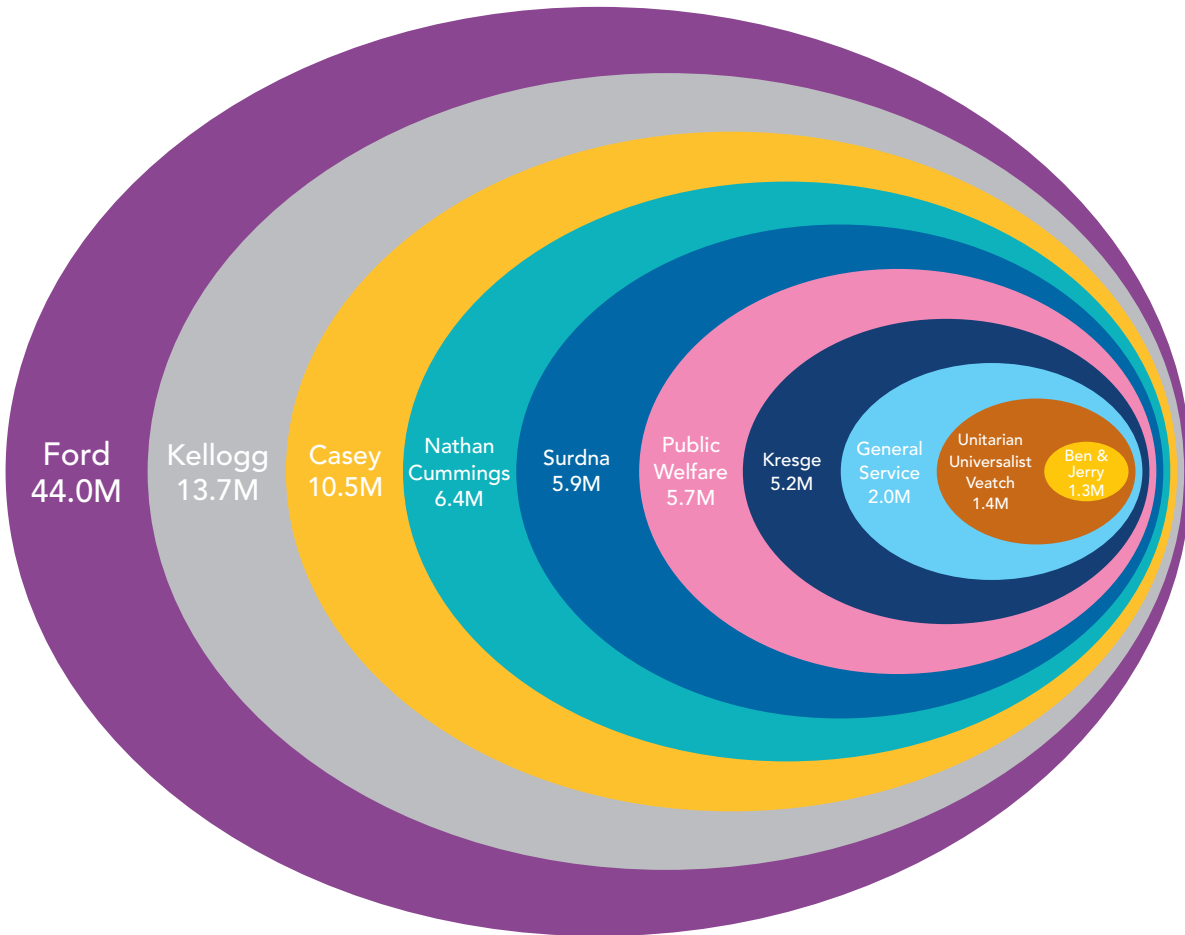 Ford
44.0M
Kellogg
13.7M
Casey
10.5M
Nathan
Cummings
6.4M
Surdna
5.9M
Public
Welfare
5.7M
Kresge
5.2M
General
Service
2.0M
Unitarian
Universalist
Veatch
1.4M
Ben &
Jerry
1.3M